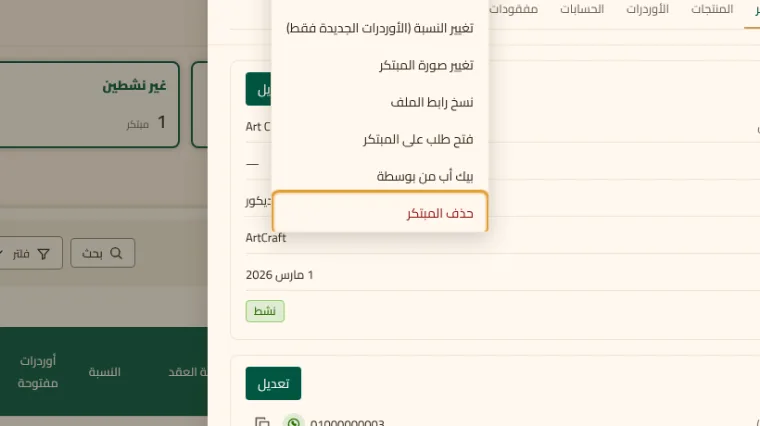 المنتجات
الأوردرات
الحسابات
مفقودات
تغيير النسبة (الأوردرات الجديدة فقط)
تغيير صورة المبتكر
نسخ رابط الملف
فتح طلب على المبتكر
بيك أب من بوسطة
حذف المبتكر
Art C
—
ديكور
ArtCraft
1 مارس 2026
نشط
تعديل
01000000003
غير نشطين
1 مبتكر
بحث
فلتر
ة العقد
النسبة
أوردرات
مفتوحة